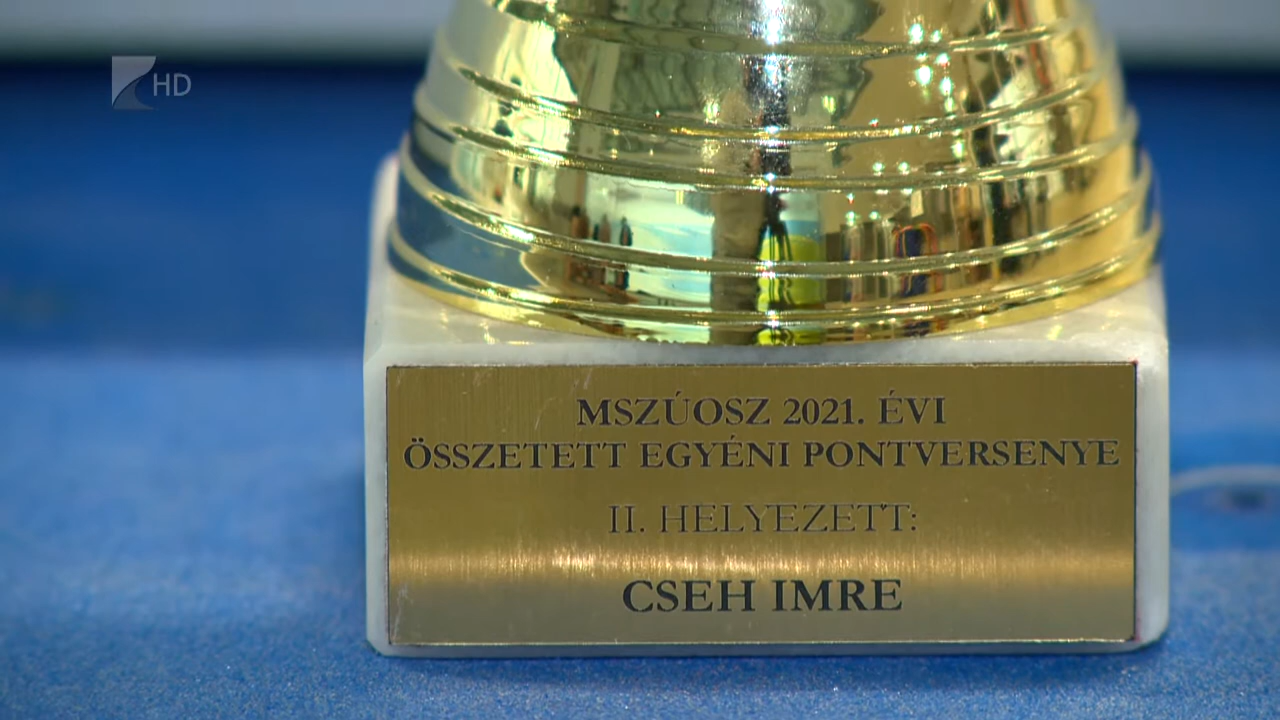 HD
MSZÚOSZ 2021. ÉVI
ÖSSZETETT EGYÉNI PONTVERSENYE
II. HELYEZETT:
CSEH IMRE